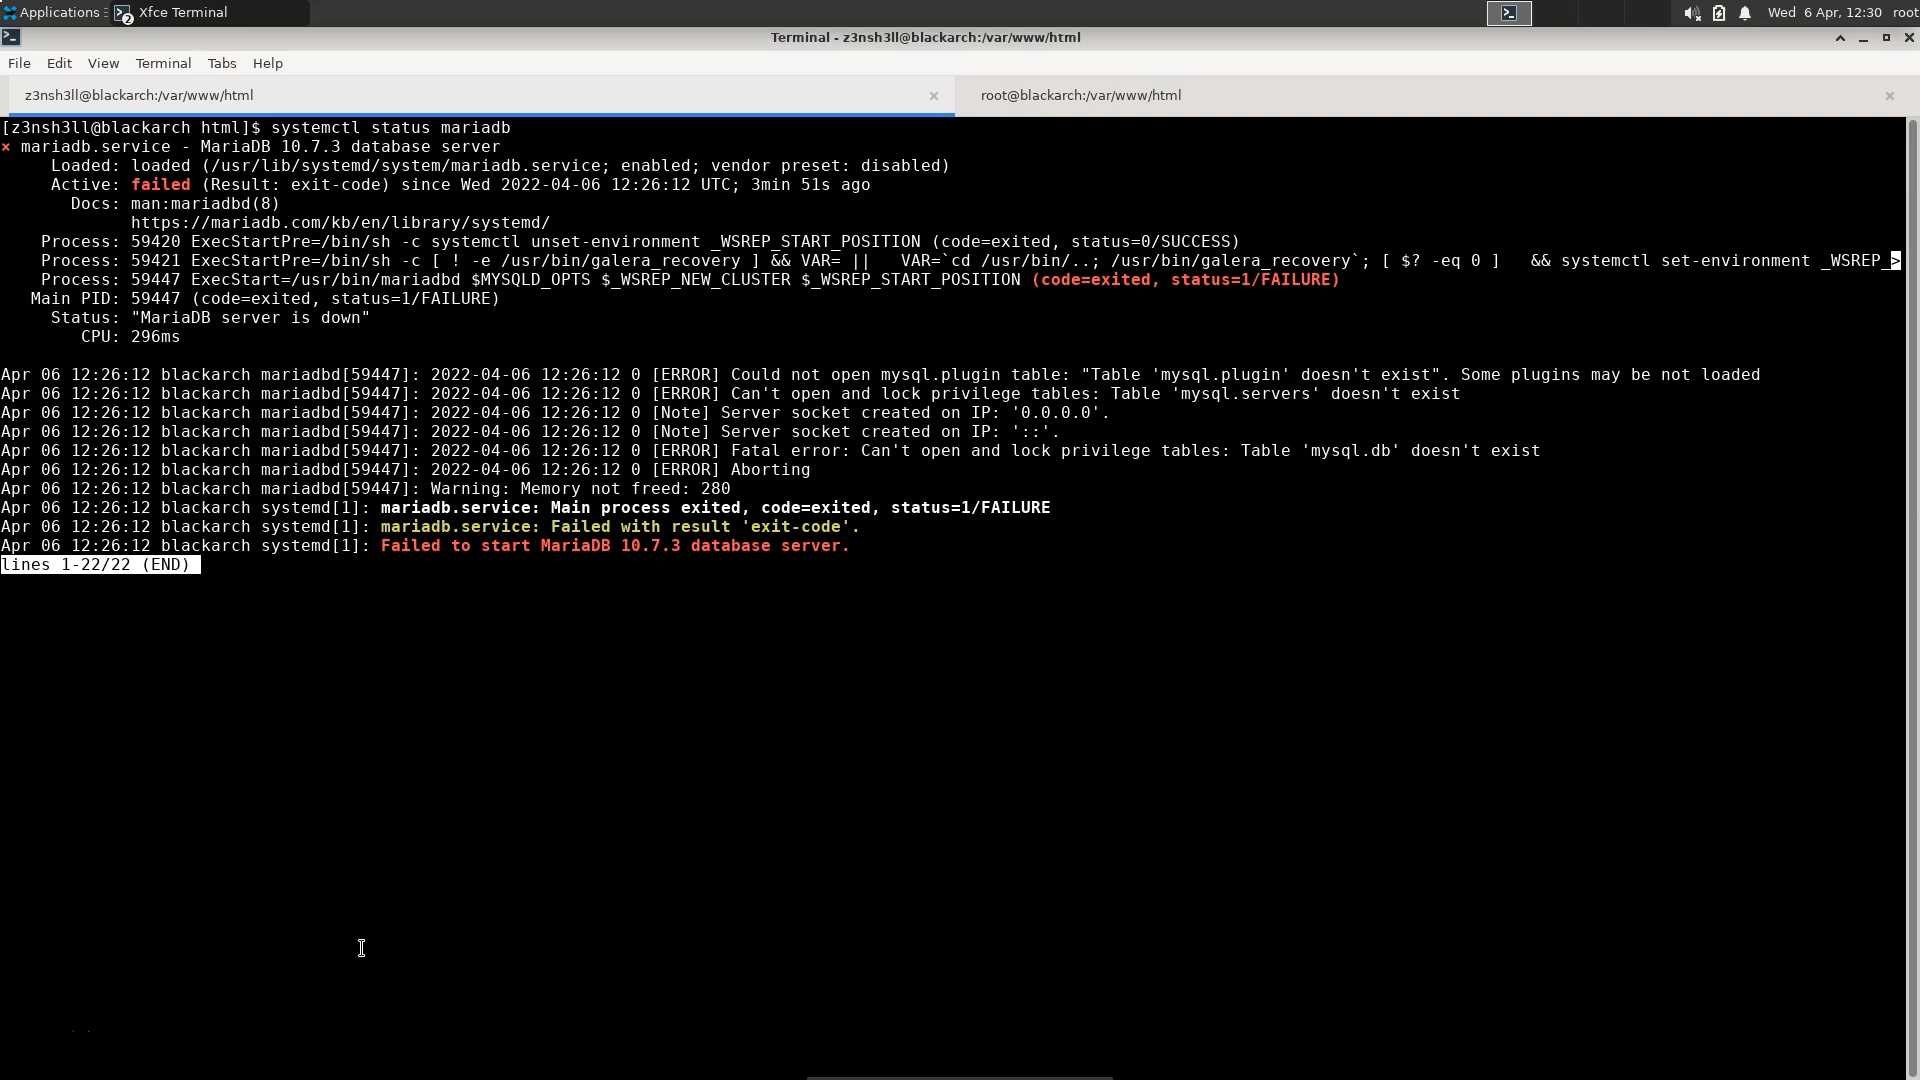 Applications Xfce Terminal Wed 6 Apr, 12:30 root
2
Terminal - z3nsh3ll@blackarch:/var/www/html
File Edit View Terminal Tabs Help
z3nsh3ll@blackarch:/var/www/html root@blackarch:/var/www/html
[z3nsh3ll@blackarch html]$ systemctl status mariadb
× mariadb.service - MariaDB 10.7.3 database server
Loaded: loaded (/usr/lib/systemd/system/mariadb.service; enabled; vendor preset: disabled)
Active: failed (Result: exit-code) since Wed 2022-04-06 12:26:12 UTC; 3min 51s ago
Docs: man:mariadbd(8)
https://mariadb.com/kb/en/library/systemd/
Process: 59420 ExecStartPre=/bin/sh -c systemctl unset-environment _WSREP_START_POSITION (code=exited, status=0/SUCCESS)
Process: 59421 ExecStartPre=/bin/sh -c [ ! -e /usr/bin/galera_recovery ] && VAR= ||   VAR=`cd /usr/bin/..; /usr/bin/galera_recovery`; [ $? -eq 0 ]   && systemctl set-environment _WSREP_>
Process: 59447 ExecStart=/usr/bin/mariadbd $MYSQLD_OPTS $_WSREP_NEW_CLUSTER $_WSREP_START_POSITION (code=exited, status=1/FAILURE)
Main PID: 59447 (code=exited, status=1/FAILURE)
Status: "MariaDB server is down"
CPU: 296ms
Apr 06 12:26:12 blackarch mariadbd[59447]: 2022-04-06 12:26:12 0 [ERROR] Could not open mysql.plugin table: "Table 'mysql.plugin' doesn't exist". Some plugins may be not loaded
Apr 06 12:26:12 blackarch mariadbd[59447]: 2022-04-06 12:26:12 0 [ERROR] Can't open and lock privilege tables: Table 'mysql.servers' doesn't exist
Apr 06 12:26:12 blackarch mariadbd[59447]: 2022-04-06 12:26:12 0 [Note] Server socket created on IP: '0.0.0.0'.
Apr 06 12:26:12 blackarch mariadbd[59447]: 2022-04-06 12:26:12 0 [Note] Server socket created on IP: '::'.
Apr 06 12:26:12 blackarch mariadbd[59447]: 2022-04-06 12:26:12 0 [ERROR] Fatal error: Can't open and lock privilege tables: Table 'mysql.db' doesn't exist
Apr 06 12:26:12 blackarch mariadbd[59447]: 2022-04-06 12:26:12 0 [ERROR] Aborting
Apr 06 12:26:12 blackarch mariadbd[59447]: Warning: Memory not freed: 280
Apr 06 12:26:12 blackarch systemd[1]: mariadb.service: Main process exited, code=exited, status=1/FAILURE
Apr 06 12:26:12 blackarch systemd[1]: mariadb.service: Failed with result 'exit-code'.
Apr 06 12:26:12 blackarch systemd[1]: Failed to start MariaDB 10.7.3 database server.
lines 1-22/22 (END)